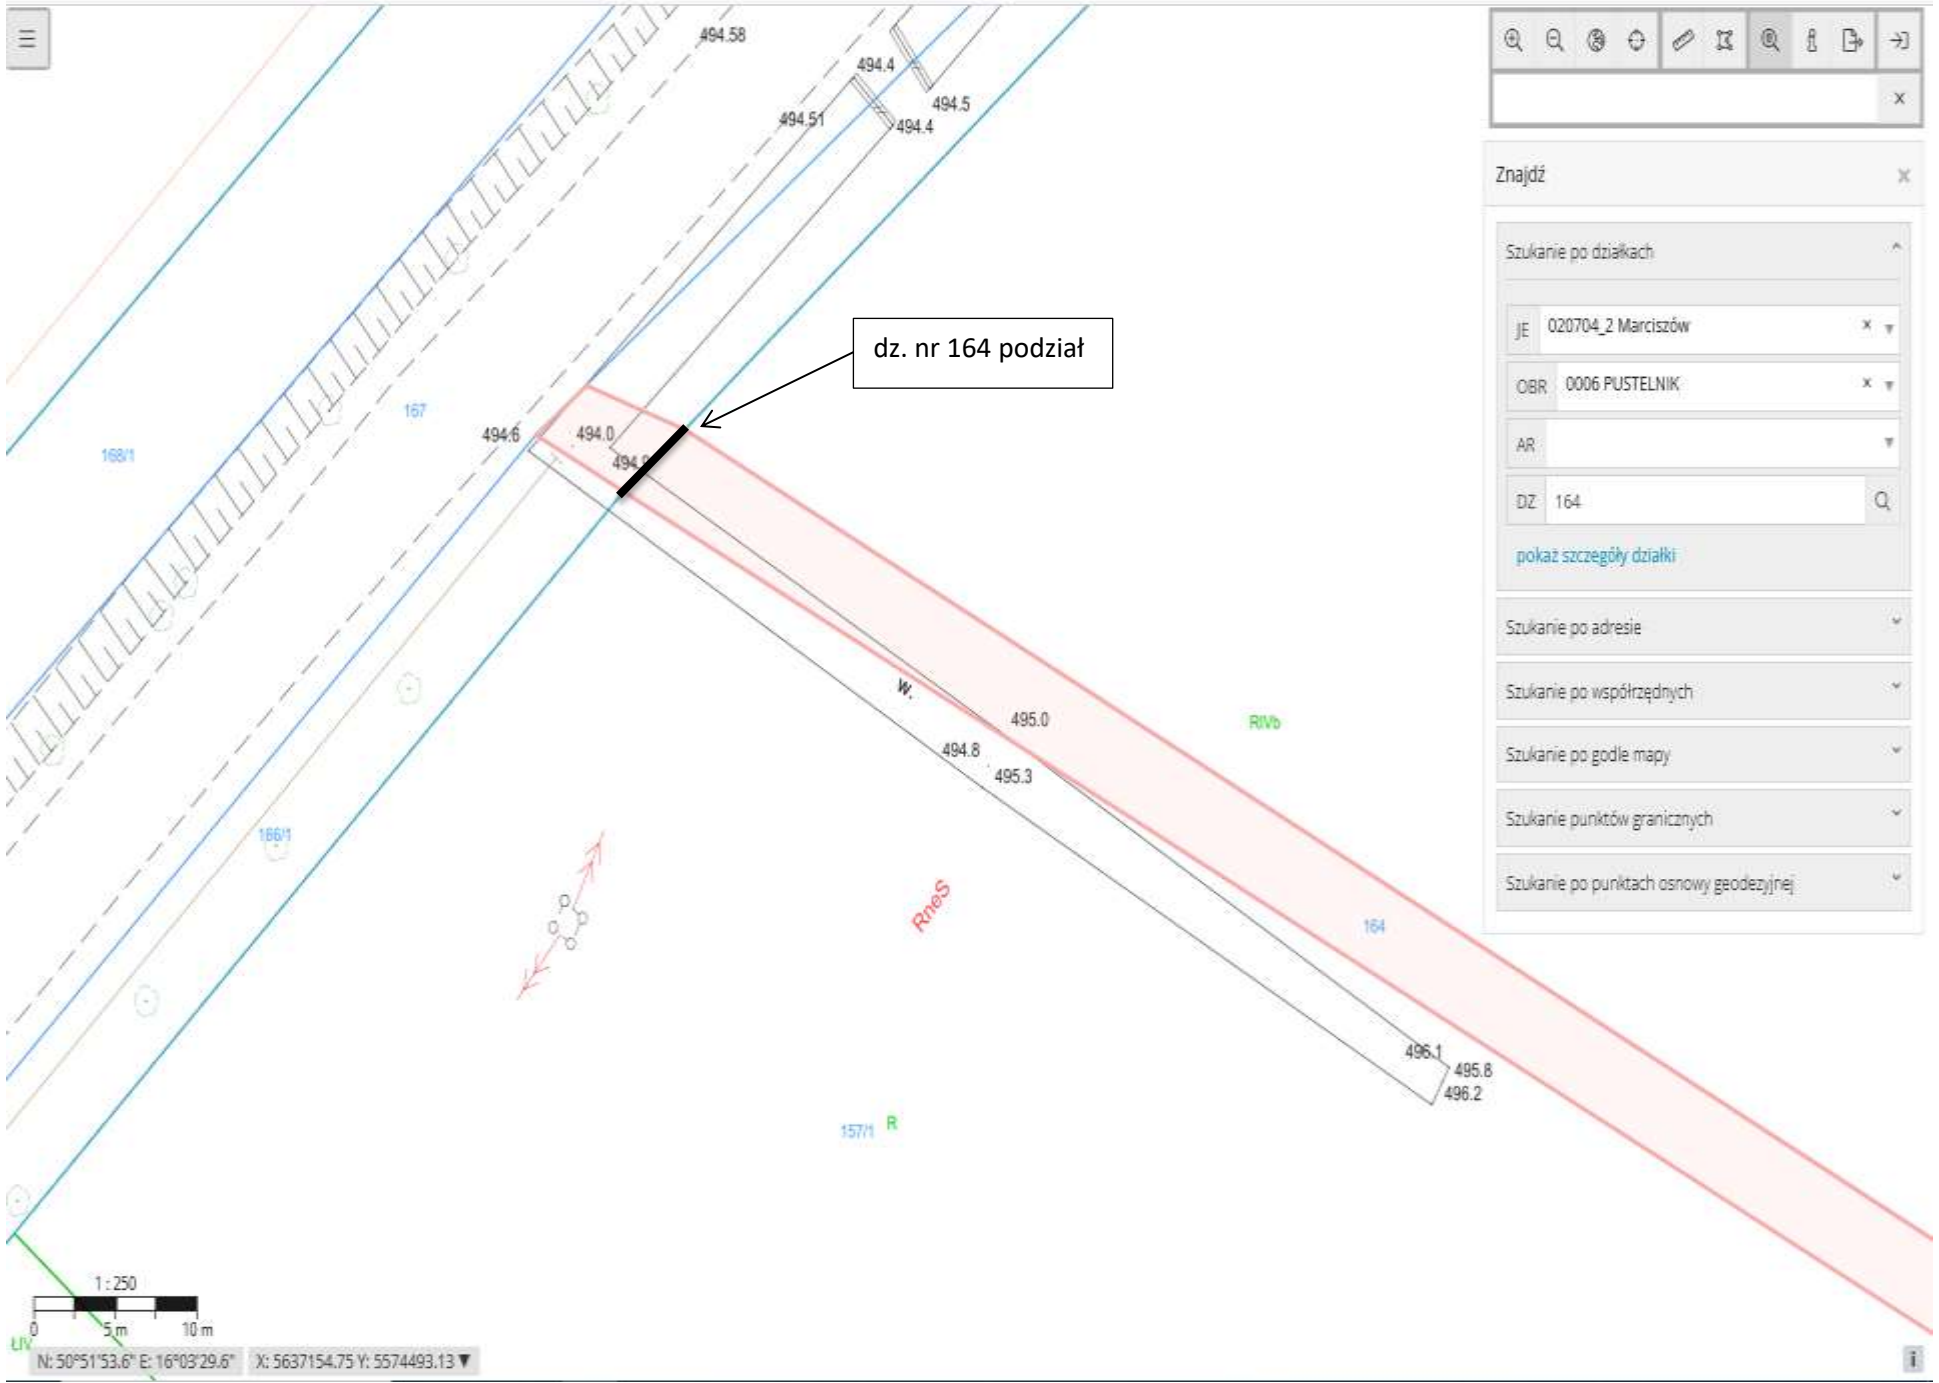 494.58
494.4
494.5
494.51
494.4
Znajdź
x
Szukanie po działkach
JE 020704_2 Marciszów x
OBR 0006 PUSTELNIK x
AR
DZ 164
pokaż szczegóły działki
Szukanie po adresie
Szukanie po współrzędnych
Szukanie po godle mapy
Szukanie punktów granicznych
Szukanie po punktach osnowy geodezyjnej
dz. nr 164 podział
167
168/1
494.6
494.0
w.
495.0
RIVb
494.8
495.3
166/1
RneS
164
496.1
495.8
496.2
157/1 R
1 : 250
0 5 m 10 m
ŁIV
N: 50°51'53.6" E: 16°03'29.6" X: 5637154.75 Y: 5574493.13
i